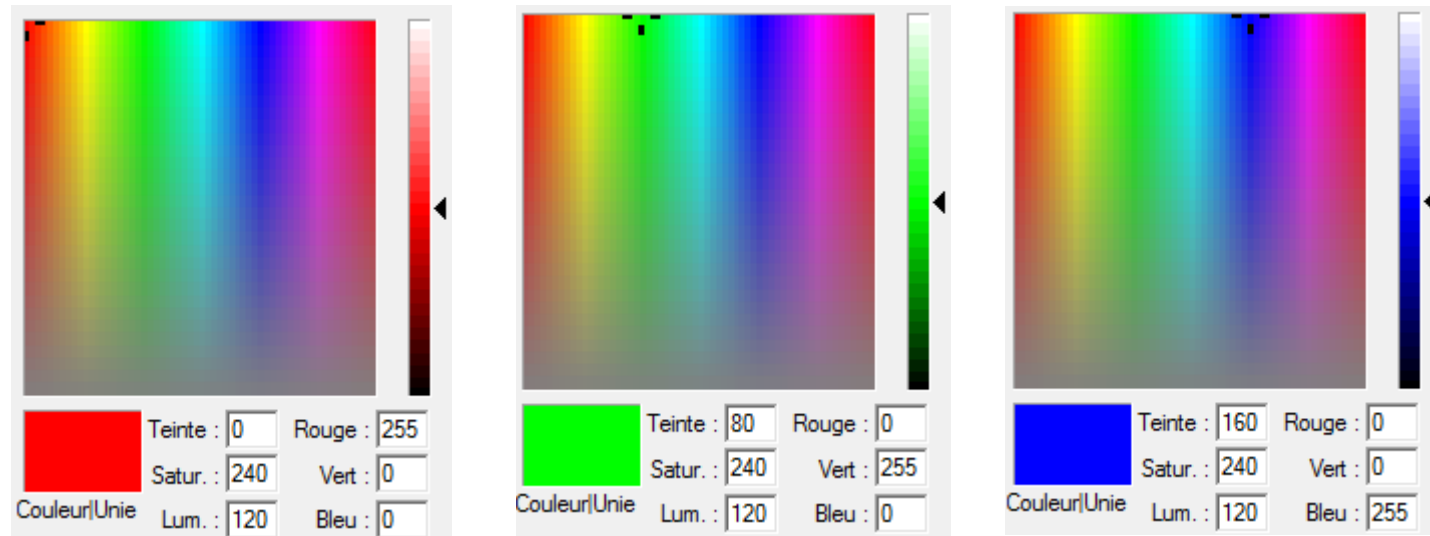 Teinte : 0 Rouge : 255
Satur. : 240 Vert : 0
Couleur|Unie
Lum. : 120 Bleu : 0
Teinte : 80 Rouge : 0
Satur. : 240 Vert : 255
Couleur|Unie
Lum. : 120 Bleu : 0
Teinte : 160 Rouge : 0
Satur. : 240 Vert : 0
Couleur|Unie
Lum. : 120 Bleu : 255